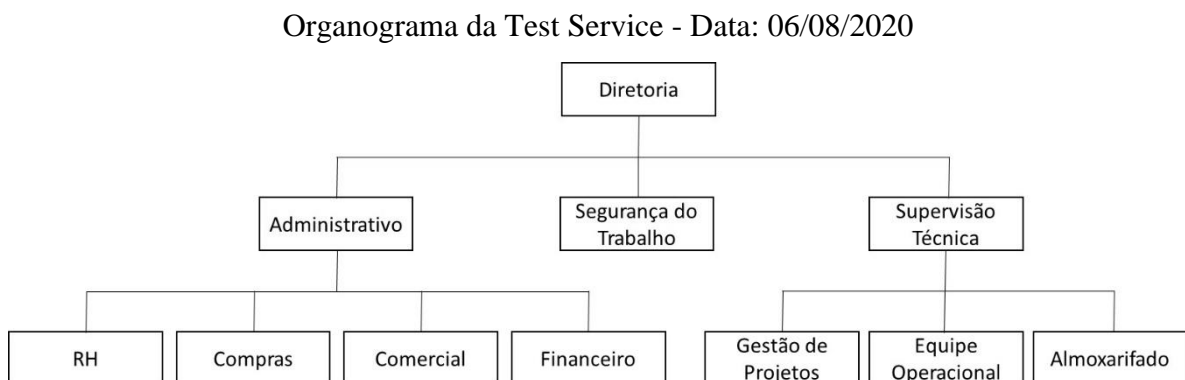 Organograma da Test Service - Data: 06/08/2020
Diretoria
Administrativo
Segurança do
Trabalho
Supervisão
Técnica
RH
Compras
Comercial
Financeiro
Gestão de
Projetos
Equipe
Operacional
Almoxarifado